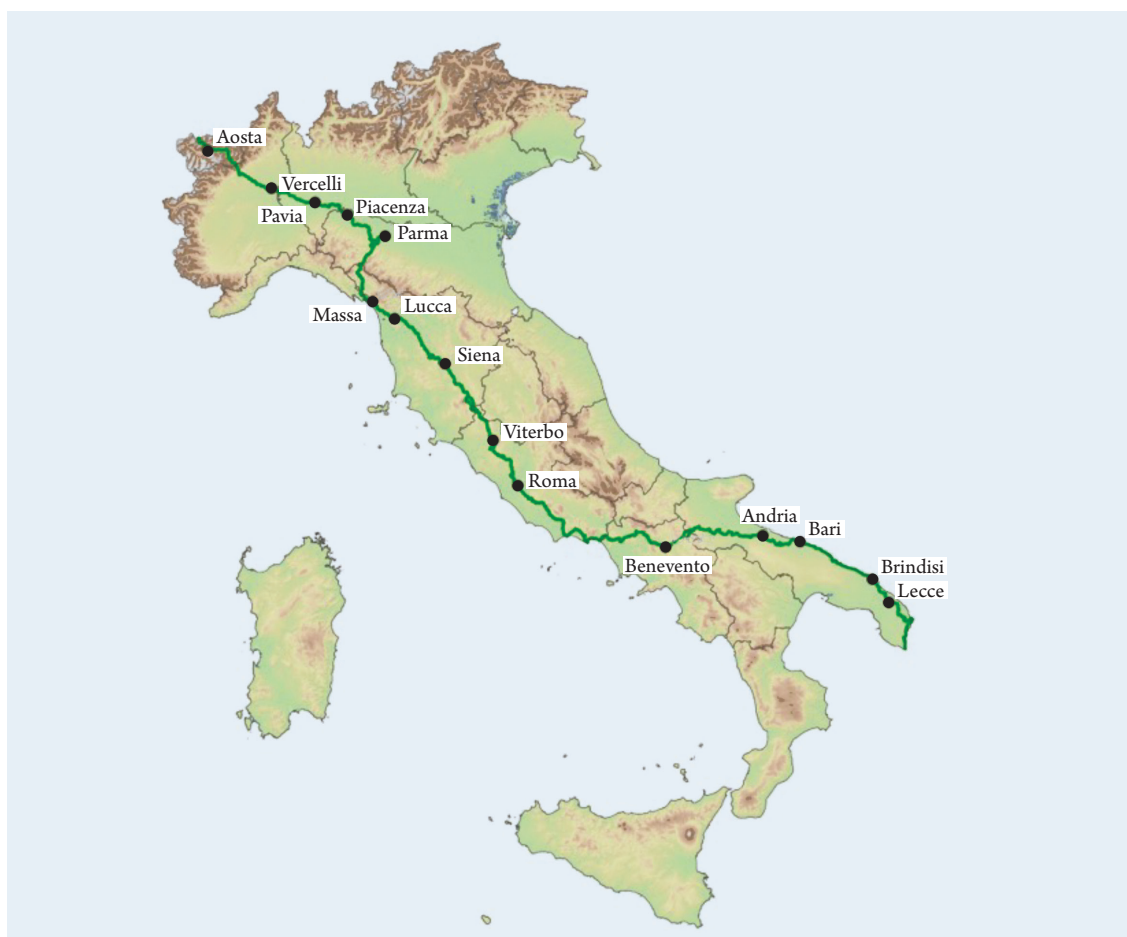 Aosta
Vercelli
Pavia
Piacenza
Parma
Massa
Lucca
Siena
Viterbo
Roma
Andria
Bari
Benevento
Brindisi
Lecce